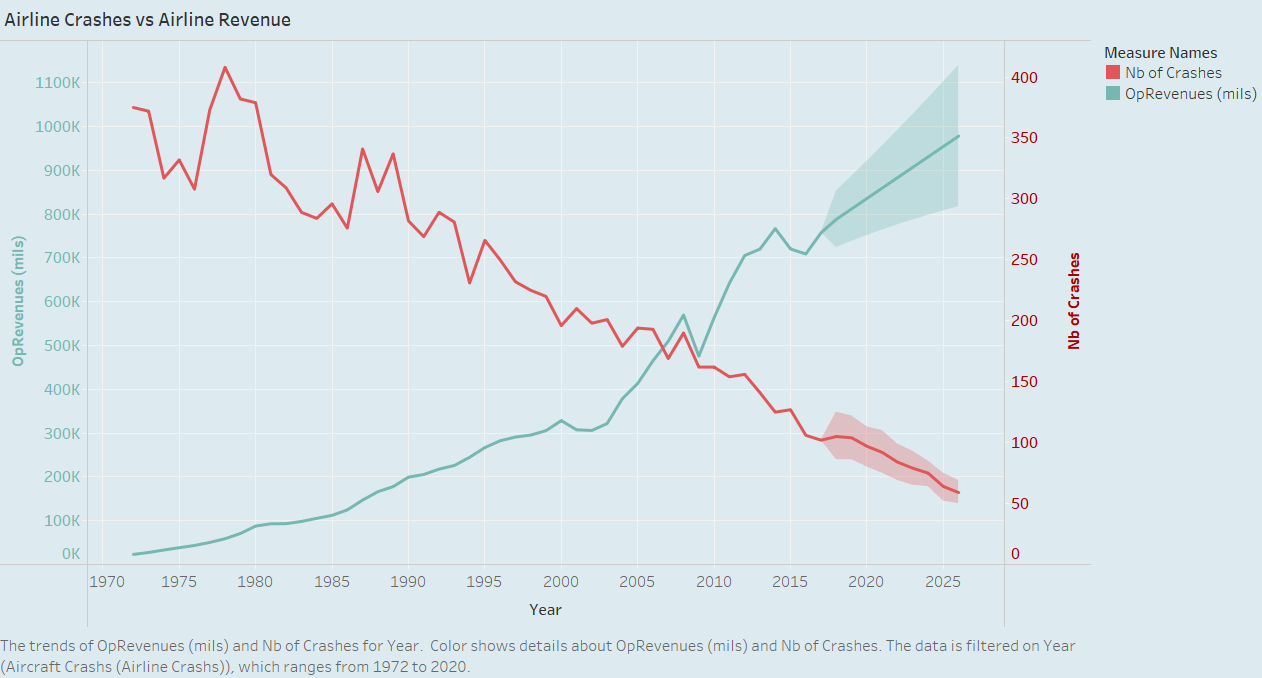 Airline Crashes vs Airline Revenue
Measure Names
Nb of Crashes
OpRevenues (mils)
1100K
1000K
900K
800K
700K
600K
500K
400K
300K
200K
100K
0K
OpRevenues (mils)
400
350
300
250
200
150
100
50
0
Nb of Crashes
1970 1975 1980 1985 1990 1995 2000 2005 2010 2015 2020 2025
Year
The trends of OpRevenues (mils) and Nb of Crashes for Year. Color shows details about OpRevenues (mils) and Nb of Crashes. The data is filtered on Year
(Aircraft Crashs (Airline Crashs)), which ranges from 1972 to 2020.